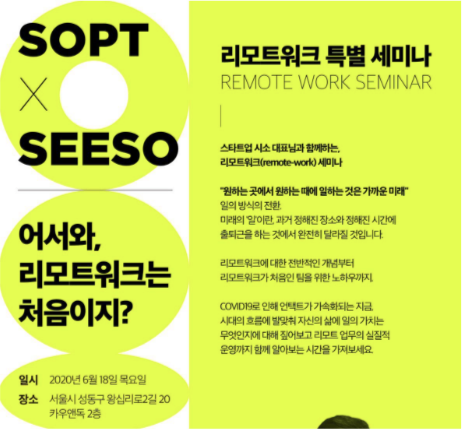 SOPT
X
SEESO
어서와,
리모트워크는
처음이지?
일시 2020년 6월 18일 목요일
장소 서울시 성동구 왕십리로2길 20
카우앤독 2층
리모트워크 특별 세미나
REMOTE WORK SEMINAR
스타트업 시소 대표님과 함께하는,
리모트워크(remote-work) 세미나
"원하는 곳에서 원하는 때에 일하는 것은 가까운 미래"
일의 방식의 전환.
미래의 '일'이란, 과거 정해진 장소와 정해진 시간에
출퇴근을 하는 것에서 완전히 달라질 것입니다.
리모트워크에 대한 전반적인 개념부터
리모트워크가 처음인 팀을 위한 노하우까지.
COVID19로 인해 언택트가 가속화되는 지금,
시대의 흐름에 발맞춰 자신의 삶에 일의 가치는
무엇인지에 대해 짚어보고 리모트 업무의 실질적
운영까지 함께 알아보는 시간을 가져보세요.